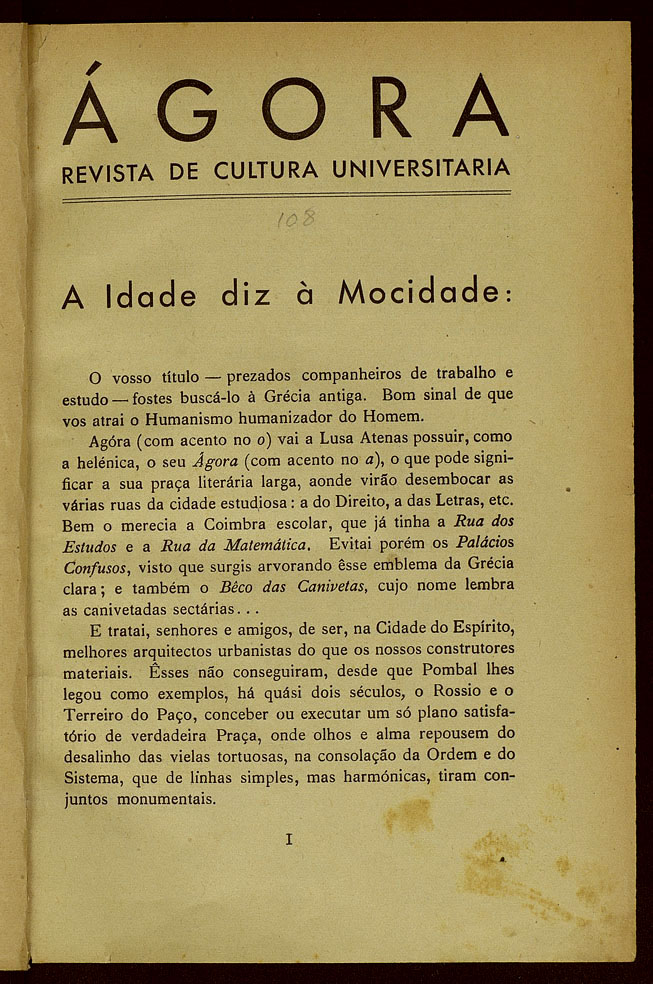 ÁGORA
REVISTA DE CULTURA UNIVERSITARIA
108
A Idade diz à Mocidade:
O vosso título — prezados companheiros de trabalho e
estudo — fostes buscá-lo à Grécia antiga. Bom sinal de que
vos atrai o Humanismo humanizador do Homem.
Agóra (com acento no o) vai a Lusa Atenas possuir, como
a helénica, o seu Ágora (com acento no a), o que pode signi-
ficar a sua praça literária larga, aonde virão desembocar as
várias ruas da cidade estudiosa: a do Direito, a das Letras, etc.
Bem o merecia a Coimbra escolar, que já tinha a Rua dos
Estudos e a Rua da Matemática. Evitai porém os Palácios
Confusos, visto que surgis arvorando êsse emblema da Grécia
clara; e também o Bêco das Canivetas, cujo nome lembra
as canivetadas sectárias...
E tratai, senhores e amigos, de ser, na Cidade do Espírito,
melhores arquitectos urbanistas do que os nossos construtores
materiais. Êsses não conseguiram, desde que Pombal lhes
legou como exemplos, há quási dois séculos, o Rossio e o
Terreiro do Paço, conceber ou executar um só plano satisfa-
tório de verdadeira Praça, onde olhos e alma repousem do
desalinho das vielas tortuosas, na consolação da Ordem e do
Sistema, que de línhas simples, mas harmónicas, tiram con-
juntos monumentais.
I